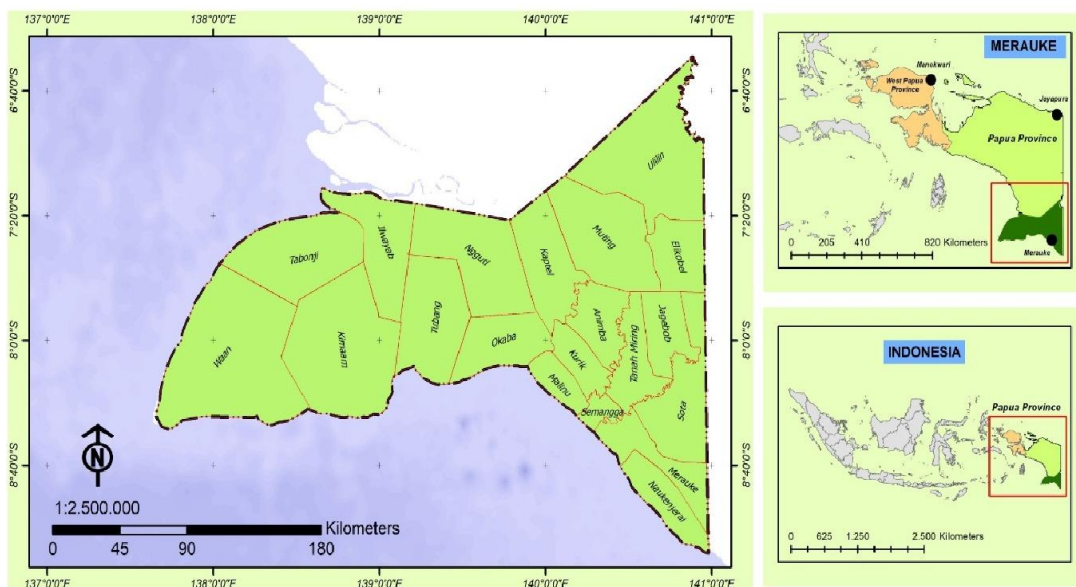 137°0'0"E 138°0'0"E 139°0'0"E 140°0'0"E 141°0'0"E
6°40'0"S 6°40'0"S
7°20'0"S 7°20'0"S
8°0'0"S 8°0'0"S
8°40'0"S 8°40'0"S
Ulilin
Muting
Elikobel
Kaptel
Ngguti
Ilwayab
Tabonji
Waan
Kimaam
Tubang
Okaba
Animba
Kurik
Malinu
Tanah Miring
Jagebob
Semangga
Sota
Merauke
Naukenjerai
N
1:2.500.000
Kilometers
0 45 90 180
137°0'0"E 138°0'0"E 139°0'0"E 140°0'0"E 141°0'0"E
MERAUKE
Manokwari
West Papua
Province
Jayapura
Papua Province
0 205 410 820 Kilometers
Merauke
INDONESIA
Papua Province
0 625 1.250 2.500 Kilometers